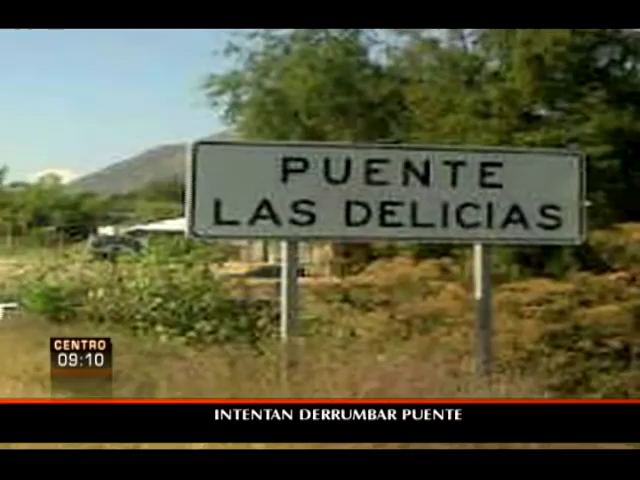 PUENTE
LAS DELICIAS
CENTRO
09:10
INTENTAN DERRUMBAR PUENTE